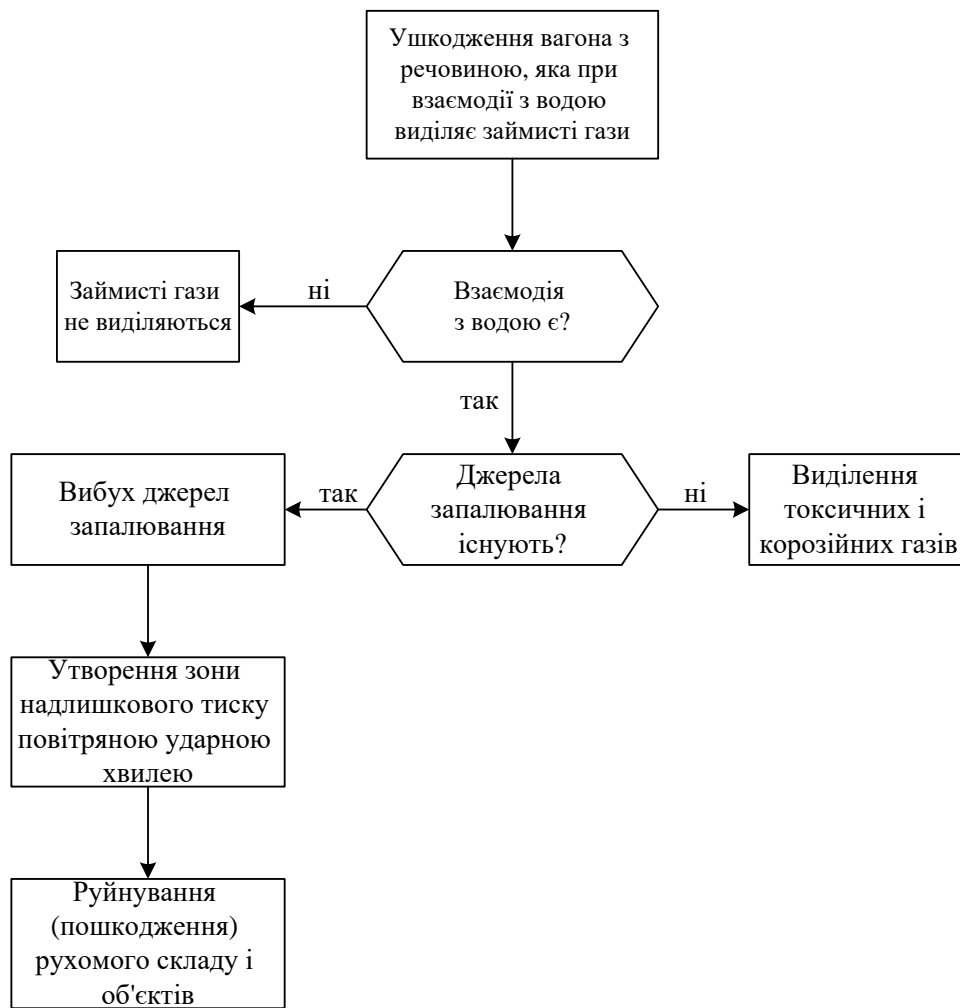 Ушкодження вагона з
речовиною, яка при
взаємодії з водою
виділяє займисті гази
Займисті гази
не виділяються
ні
Взаємодія
з водою є?
так
Вибух джерел
запалювання
так
Джерела
запалювання
існують?
ні
Виділення
токсичних і
корозійних газів
Утворення зони
надлишкового тиску
повітряною ударною
хвилею
Руйнування
(пошкодження)
рухомого складу і
об'єктів